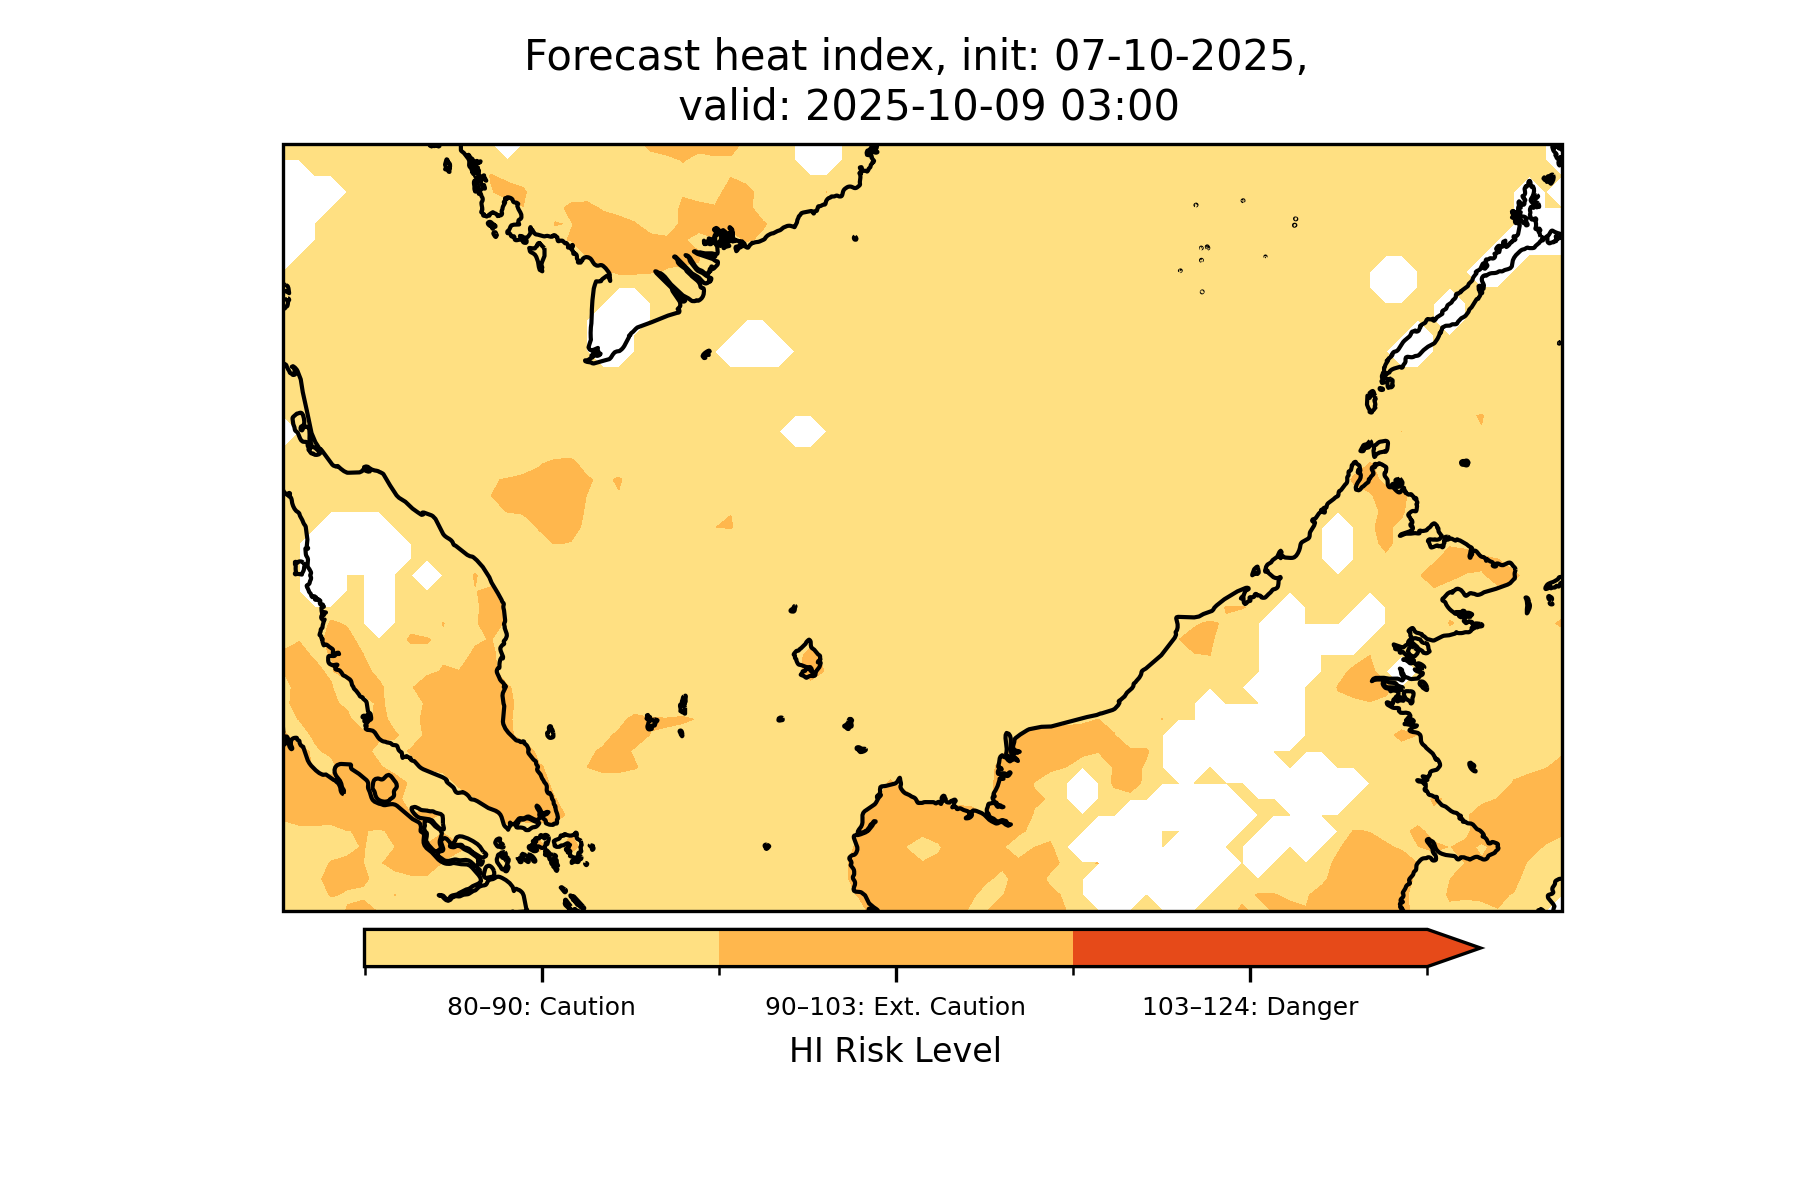 Forecast heat index, init: 07-10-2025,
valid: 2025-10-09 03:00
80–90: Caution
90–103: Ext. Caution
103–124: Danger
HI Risk Level